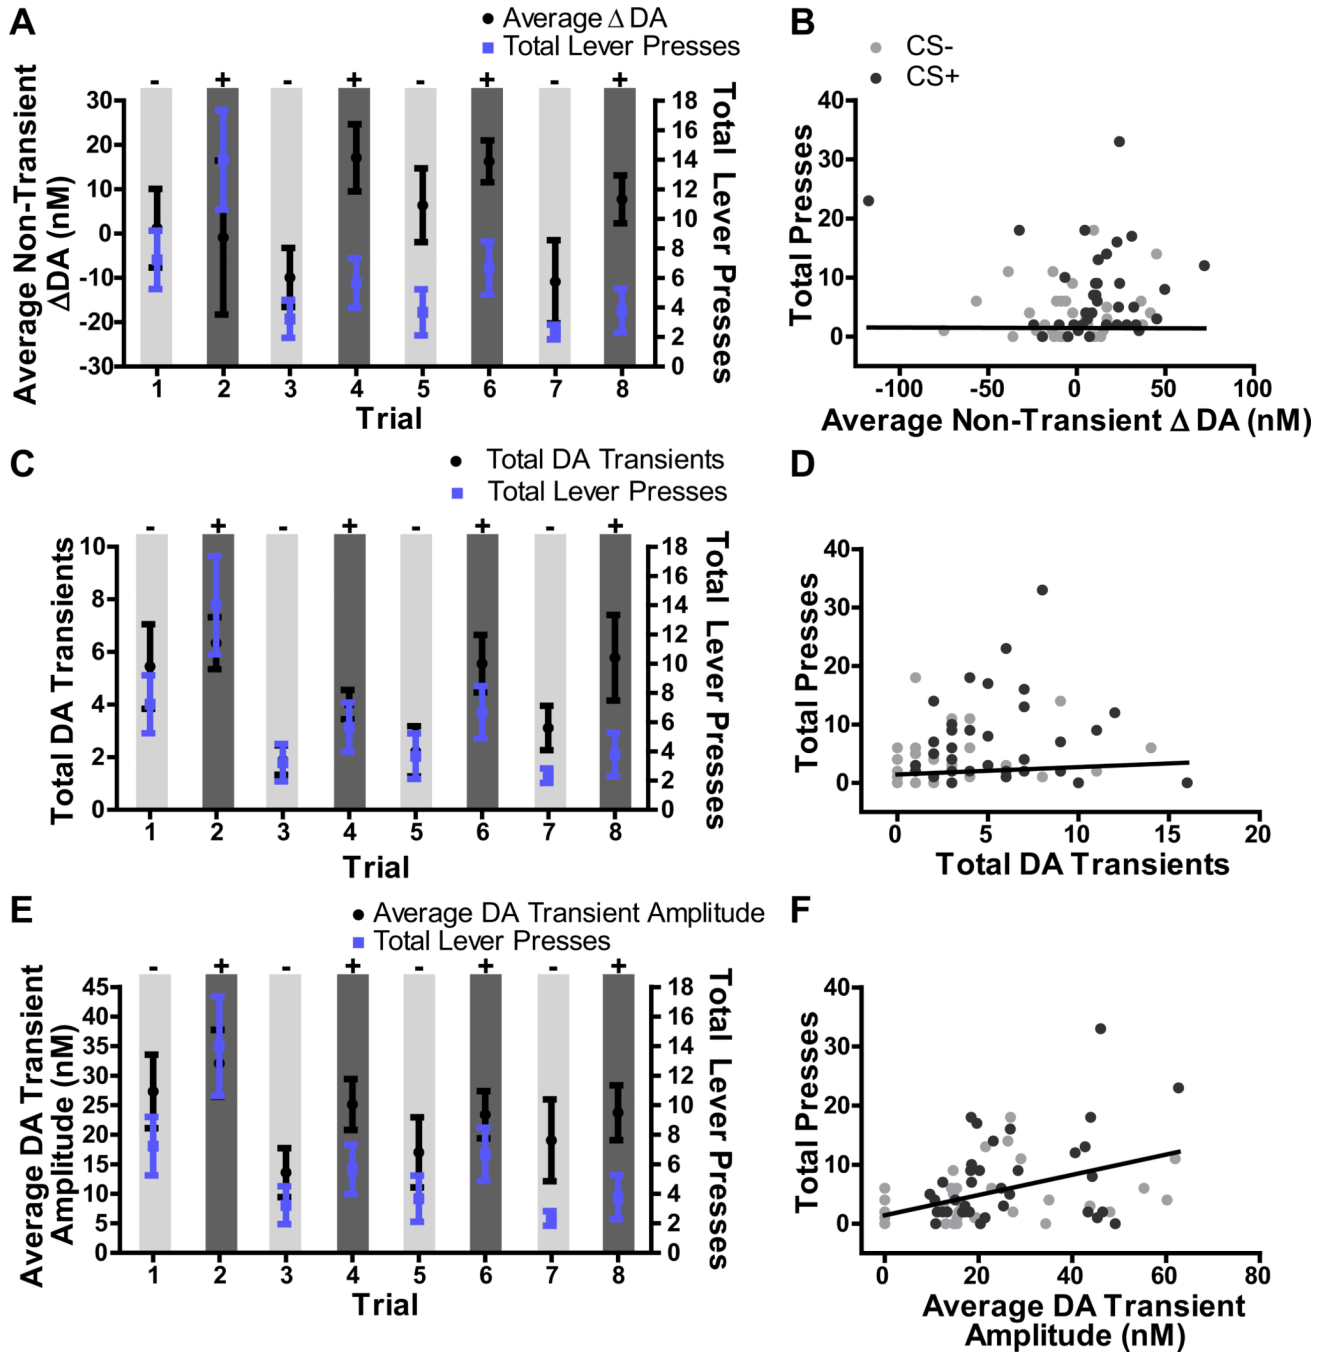 A
Average Δ DA
Total Lever Presses
- + - + - + - +
Average Non-Transient
ΔDA (nM)
30
20
10
0
-10
-20
-30
18
16
14
12
10
8
6
4
2
0
Total Lever Presses
1 2 3 4 5 6 7 8
Trial
B
CS-
CS+
Total Presses
40
30
20
10
0
-100 -50 0 50 100
Average Non-Transient Δ DA (nM)
C
Total DA Transients
Total Lever Presses
- + - + - + - +
Total DA Transients
10
8
6
4
2
0
18
16
14
12
10
8
6
4
2
0
Total Lever Presses
1 2 3 4 5 6 7 8
Trial
D
Total Presses
40
30
20
10
0
0 5 10 15 20
Total DA Transients
E
Average DA Transient Amplitude
Total Lever Presses
- + - + - + - +
Average DA Transient
Amplitude (nM)
45
40
35
30
25
20
15
10
5
0
18
16
14
12
10
8
6
4
2
0
Total Lever Presses
1 2 3 4 5 6 7 8
Trial
F
Total Presses
40
30
20
10
0
0 20 40 60 80
Average DA Transient
Amplitude (nM)